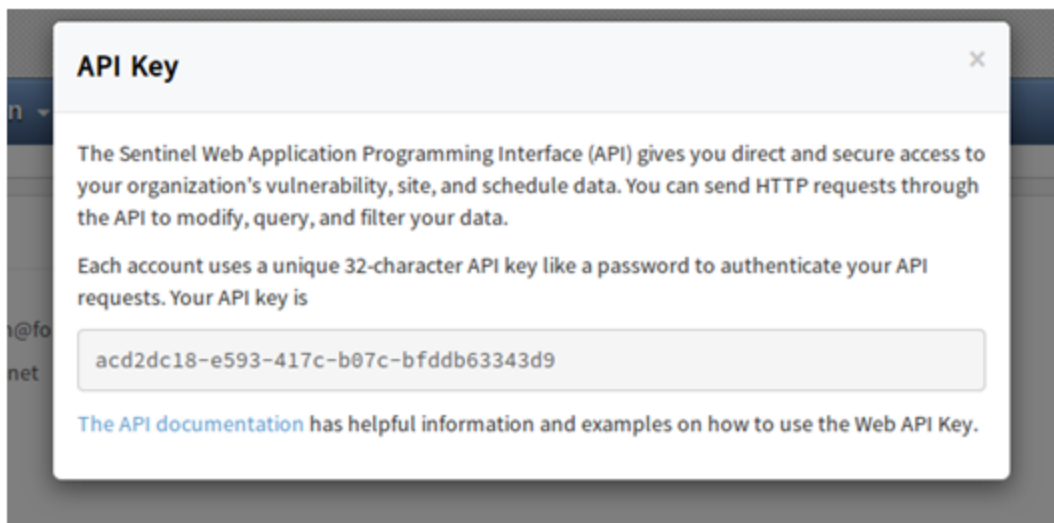 API Key
×
n
The Sentinel Web Application Programming Interface (API) gives you direct and secure access to
your organization's vulnerability, site, and schedule data. You can send HTTP requests through
the API to modify, query, and filter your data.
Each account uses a unique 32-character API key like a password to authenticate your API
requests. Your API key is
@fo
acd2dc18-e593-417c-b07c-bfddb63343d9
net
The API documentation has helpful information and examples on how to use the Web API Key.